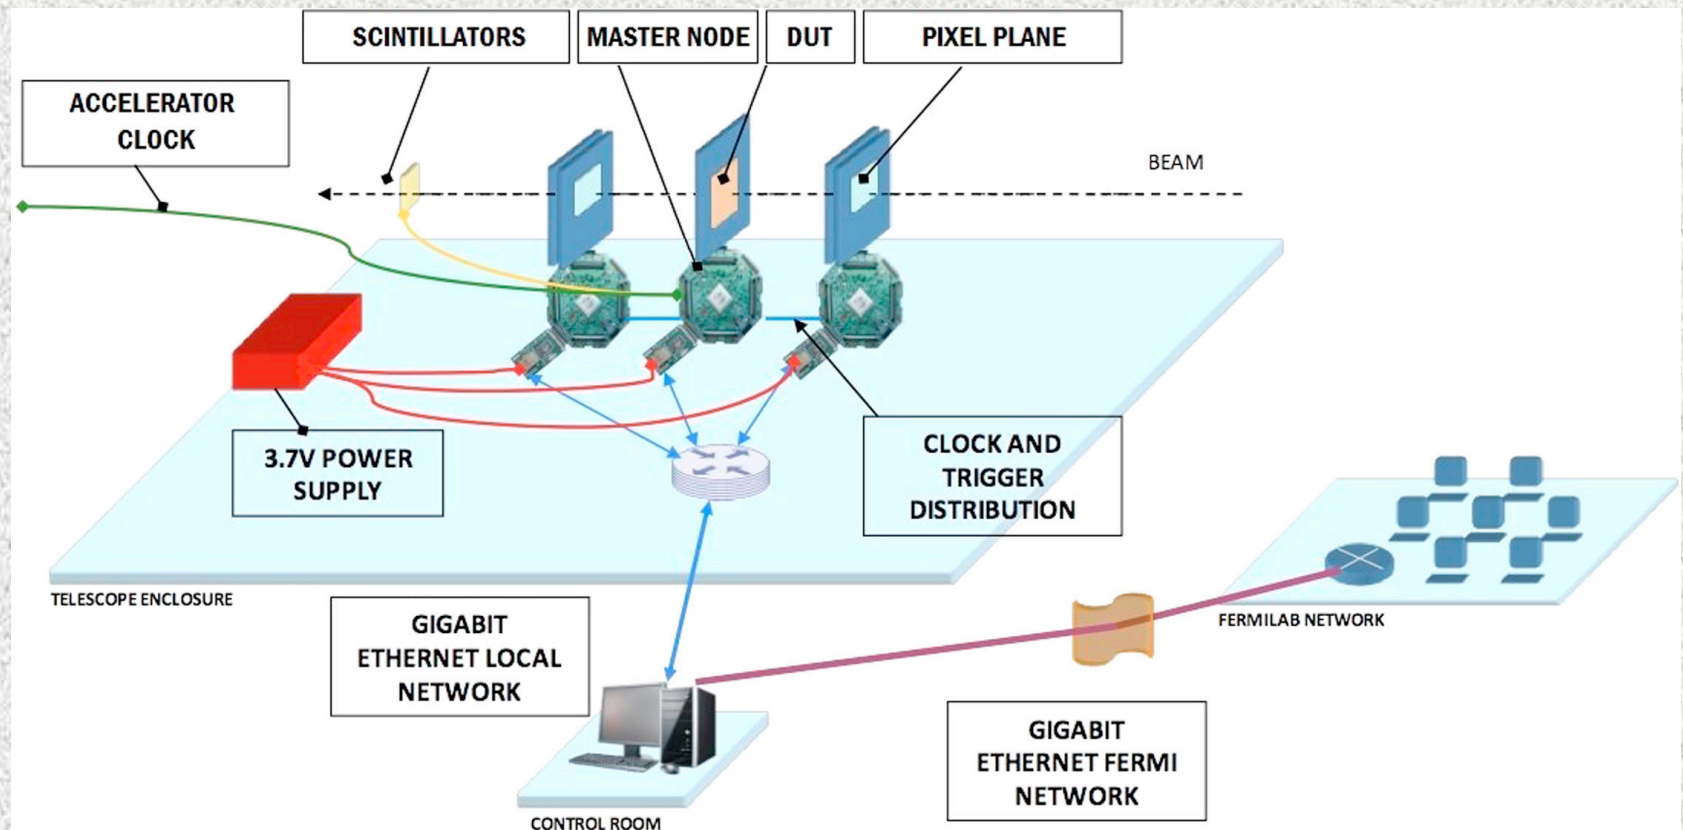 SCINTILLATORS
MASTER NODE
DUT
PIXEL PLANE
ACCELERATOR
CLOCK
BEAM
3.7V POWER
SUPPLY
CLOCK AND
TRIGGER
DISTRIBUTION
TELESCOPE ENCLOSURE
GIGABIT
ETHERNET LOCAL
NETWORK
FERMILAB NETWORK
GIGABIT
ETHERNET FERMI
NETWORK
CONTROL ROOM